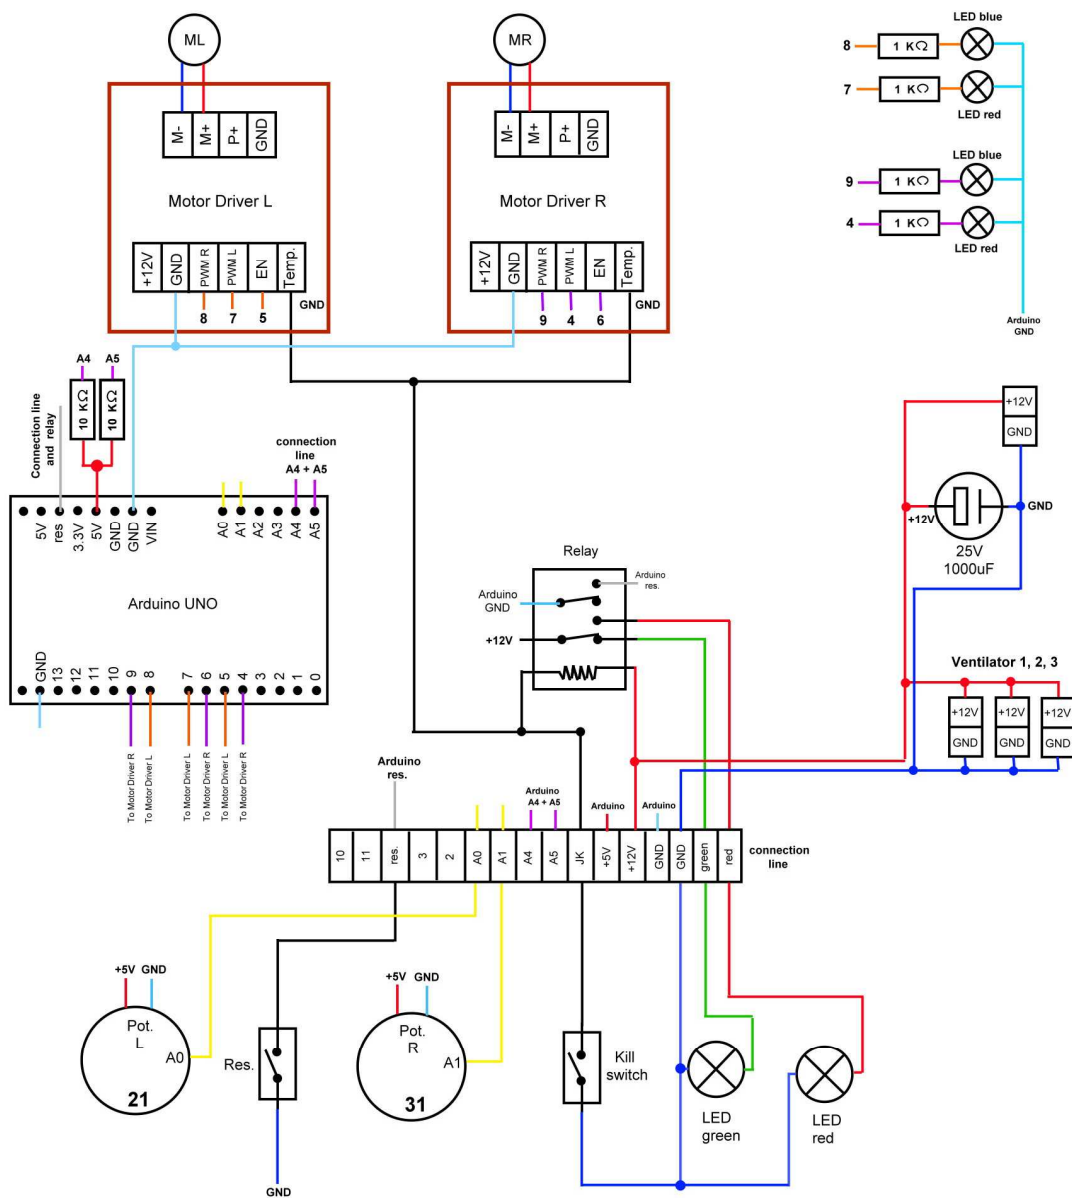 ML
M-
M+
P+
GND
Motor Driver L
+12V
GND
PWM R
PWM L
EN
Temp.
GND
8
7
5
MR
M-
M+
P+
GND
Motor Driver R
+12V
GND
PWM R
PWM L
EN
Temp.
GND
9
4
6
LED blue
8
1 KΩ
7
1 KΩ
LED red
LED blue
9
1 KΩ
4
1 KΩ
LED red
Arduino
GND
Connection line
and relay
A4
A5
10 KΩ
10 KΩ
connection
line
A4 + A5
5V
res
3.3V
5V
GND
GND
VIN
A0
A1
A2
A3
A4
A5
Arduino UNO
GND
13
12
11
10
9
8
7
6
5
4
3
2
1
0
To Motor Driver R
To Motor Driver L
To Motor Driver L
To Motor Driver R
To Motor Driver L
To Motor Driver R
+12V
GND
+12V
GND
25V
1000uF
Relay
Arduino
res.
Arduino
GND
+12V
Ventilator 1, 2, 3
+12V
GND
+12V
GND
+12V
GND
Arduino
res.
Arduino
A4 + A5
Arduino
Arduino
10
11
res.
3
2
A0
A1
A4
A5
JK
+5V
+12V
GND
GND
green
red
connection
line
+5V GND
Pot.
L
A0
21
Res.
GND
+5V GND
Pot.
R
A1
31
Kill
switch
LED
green
LED
red